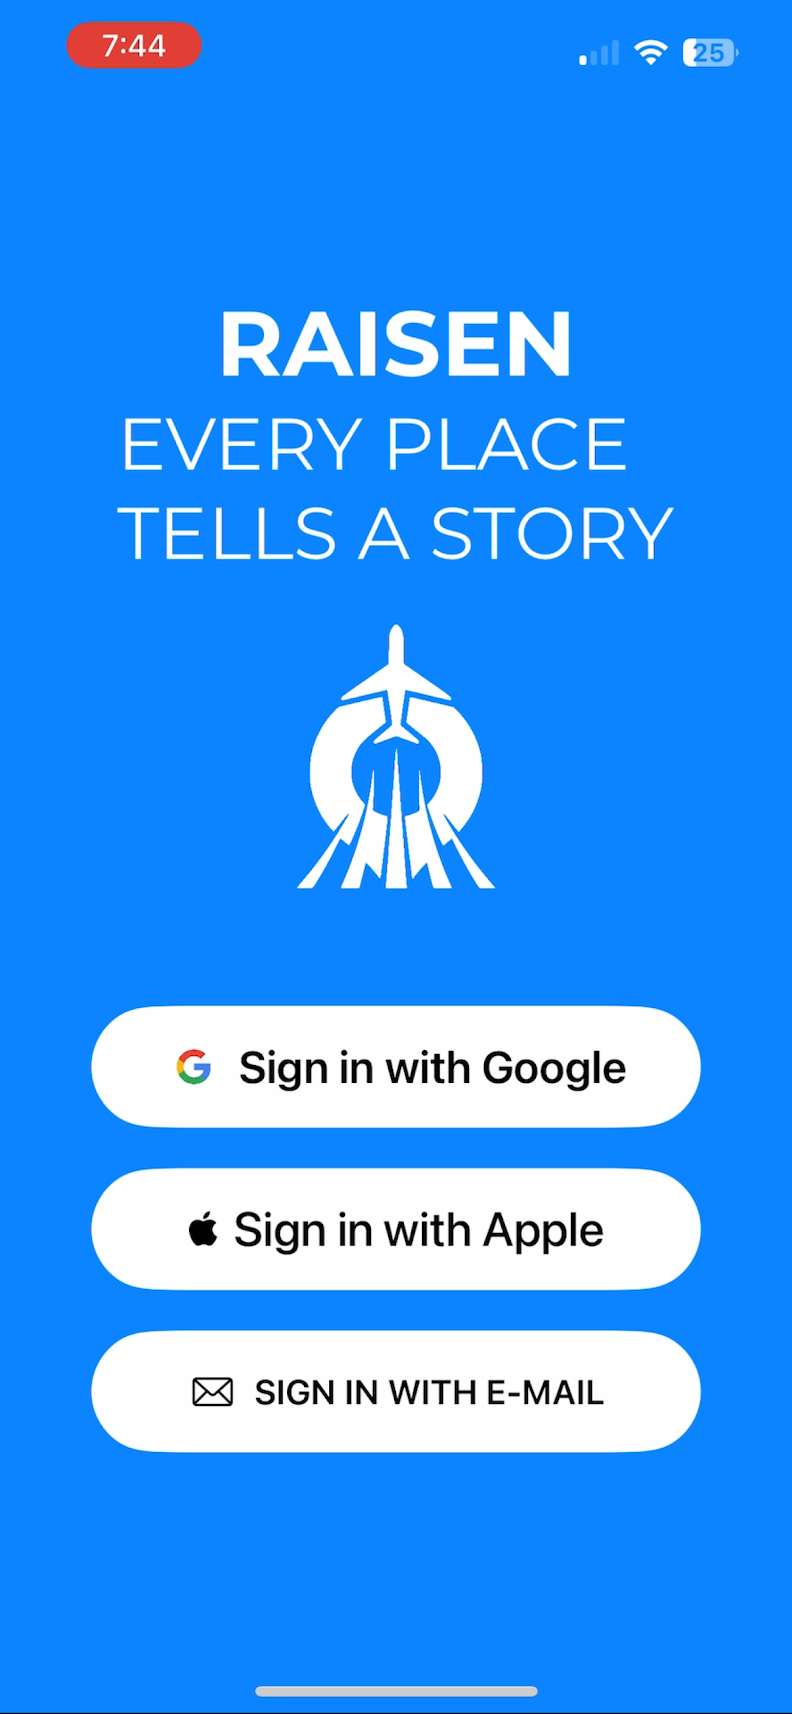 7:44
25
RAISEN
EVERY PLACE
TELLS A STORY
Sign in with Google
Sign in with Apple
SIGN IN WITH E-MAIL